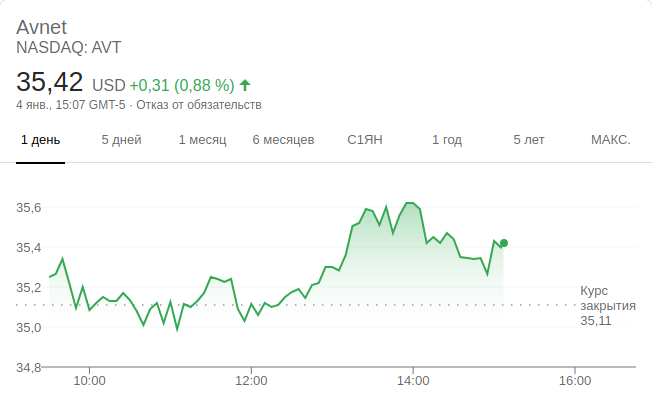 Avnet
NASDAQ: AVT
35,42 USD +0,31 (0,88 %)
4 янв., 15:07 GMT-5 · Отказ от обязательств
1 день 5 дней 1 месяц 6 месяцев С1ЯН 1 год 5 лет МАКС.
35,6
35,4
35,2
35,0
34,8
Курс
закрытия
35,11
10:00 12:00 14:00 16:00